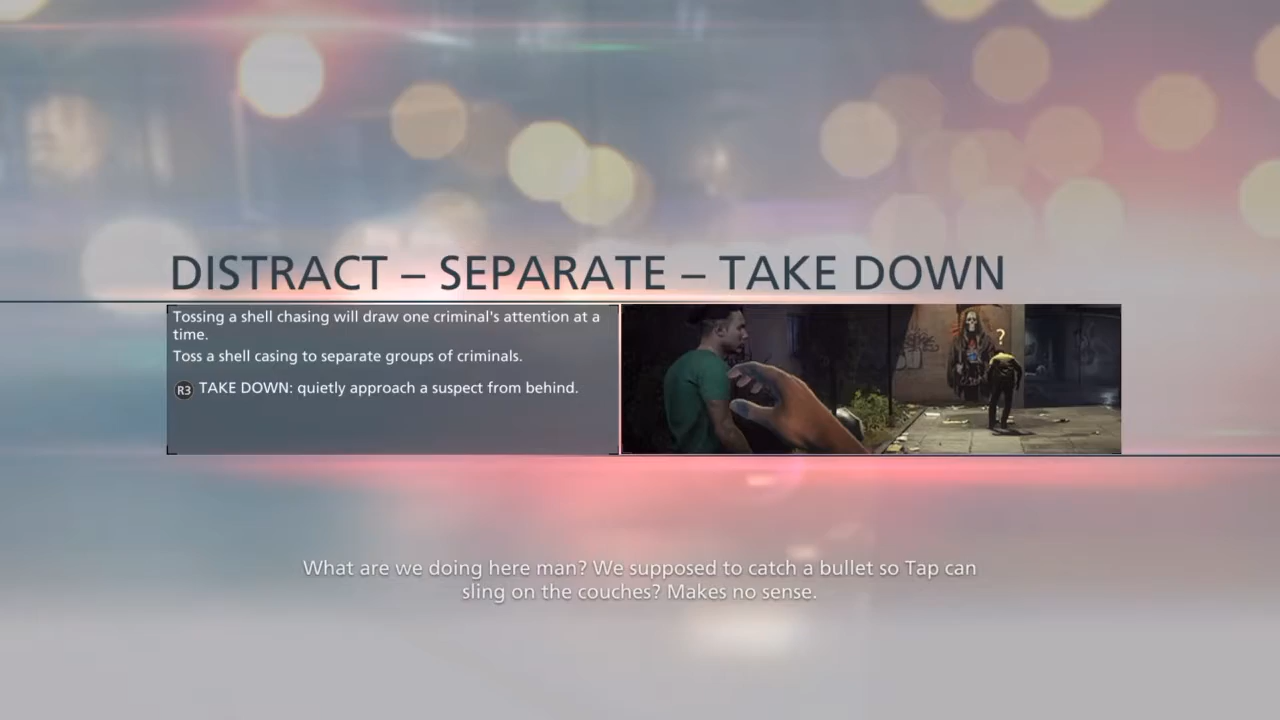 DISTRACT – SEPARATE – TAKE DOWN
Tossing a shell chasing will draw one criminal's attention at a
time.
Toss a shell casing to separate groups of criminals.
R3 TAKE DOWN: quietly approach a suspect from behind.
?
What are we doing here man? We supposed to catch a bullet so Tap can
sling on the couches? Makes no sense.